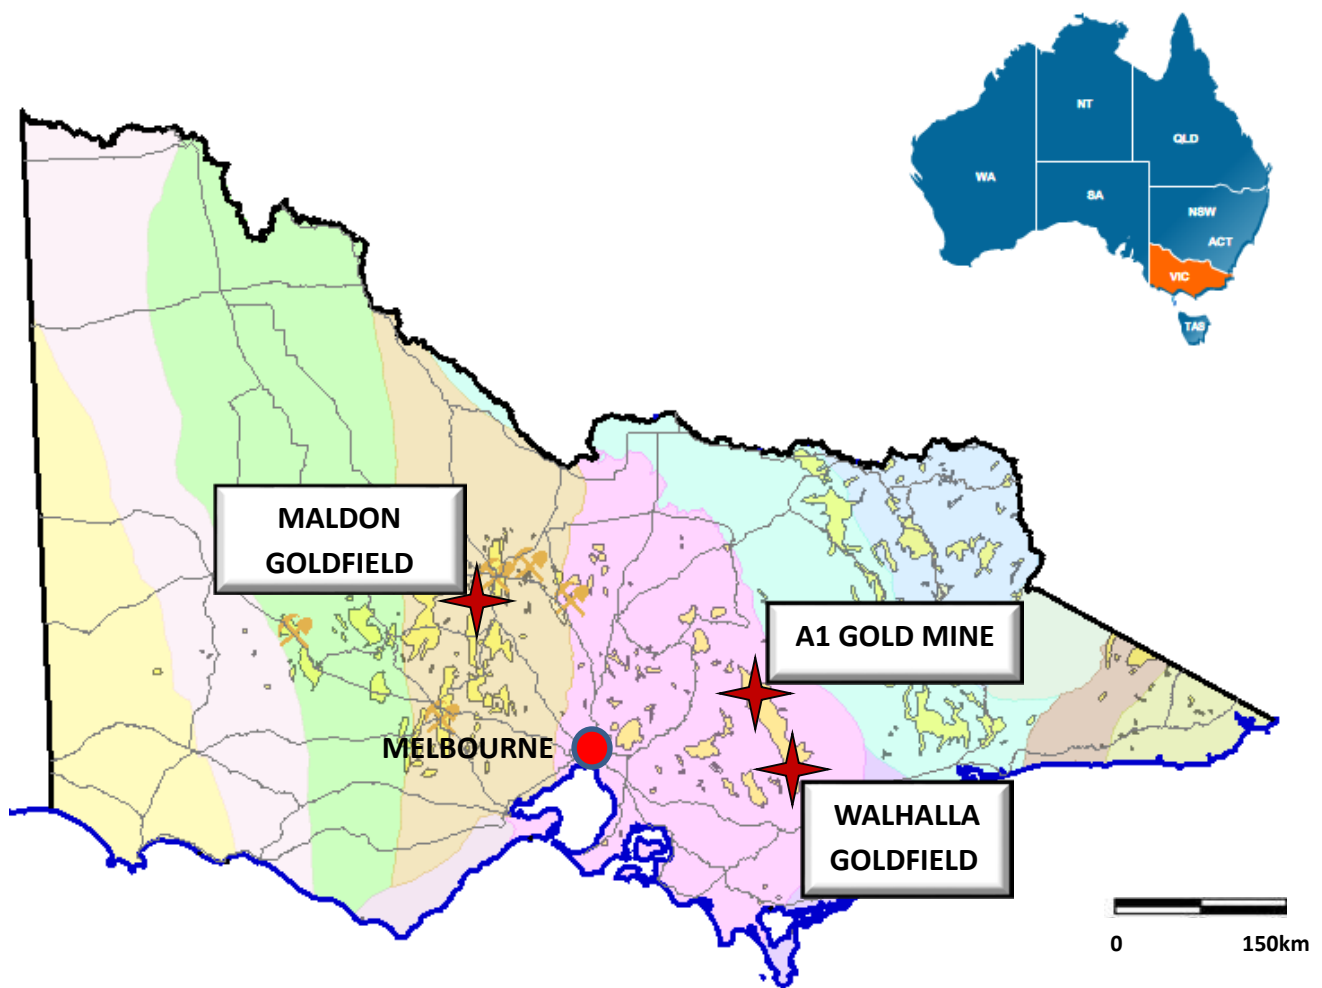 NT
QLD
WA
SA
NSW
ACT
VIC
TAS
MALDON
GOLDFIELD
A1 GOLD MINE
MELBOURNE
WALHALLA
GOLDFIELD
0 150km